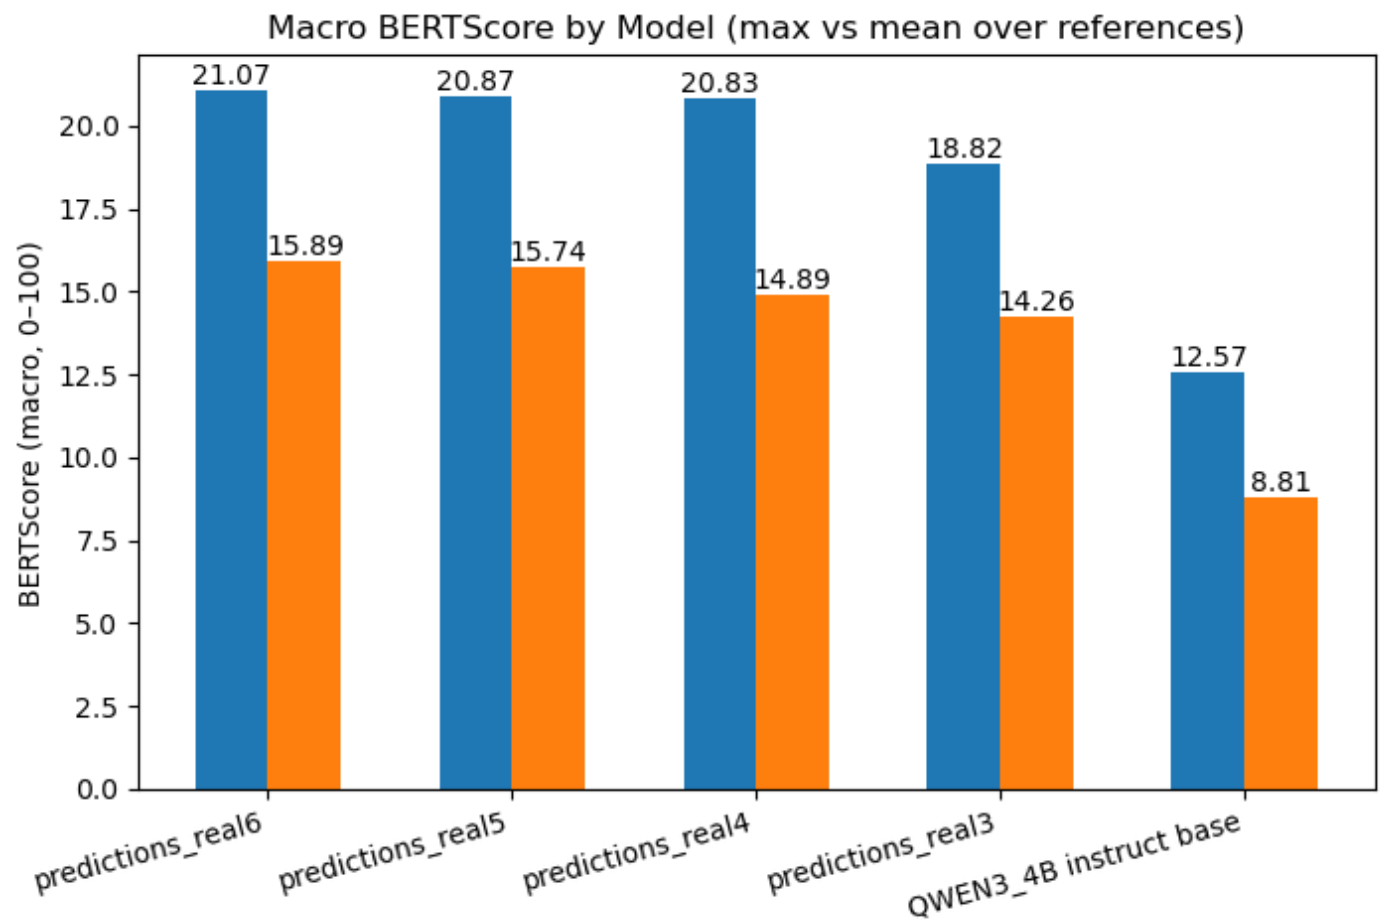 Macro BERTScore by Model (max vs mean over references)
BERTScore (macro, 0–100)
20.0
17.5
15.0
12.5
10.0
7.5
5.0
2.5
0.0
21.07
15.89
20.87
15.74
20.83
14.89
18.82
14.26
12.57
8.81
predictions_real6
predictions_real5
predictions_real4
predictions_real3
QWEN3_4B instruct base